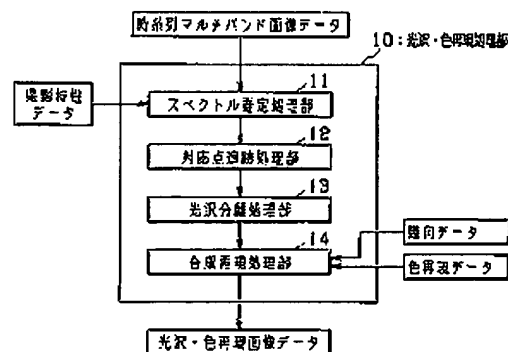 時系列マルチバンド画像データ
10:光沢・色再現処理部
撮影特性
データ
11
スペクトル推定処理部
12
対応点追跡処理部
13
光沢分離処理部
14
合成再現処理部
データ
色再現データ
光沢・色再現画像データ